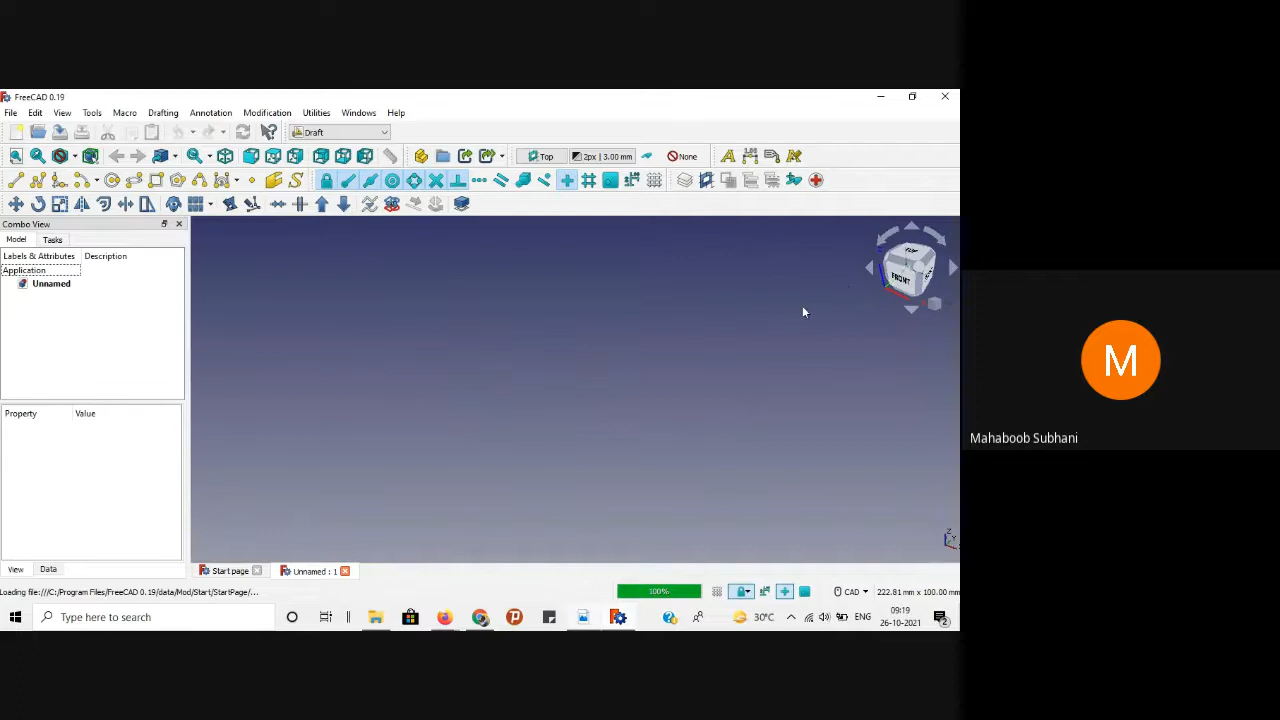 FreeCAD 0.19
File Edit View Tools Macro Drafting Annotation Modification Utilities Windows Help
Draft
Top 2px | 3.00 mm None
Combo View
Model Tasks
Labels & Attributes Description
Application
Unnamed
TOP
FRONT
M
Mahaboob Subhani
Property Value
Z
Y
View Data
Start page Unnamed : 1
Loading file:///C:/Program Files/FreeCAD 0.19/data/Mod/Start/StartPage/...
100%
CAD
222.81 mm x 100.00 mm
Type here to search
30°C
ENG
09:19
26-10-2021
2